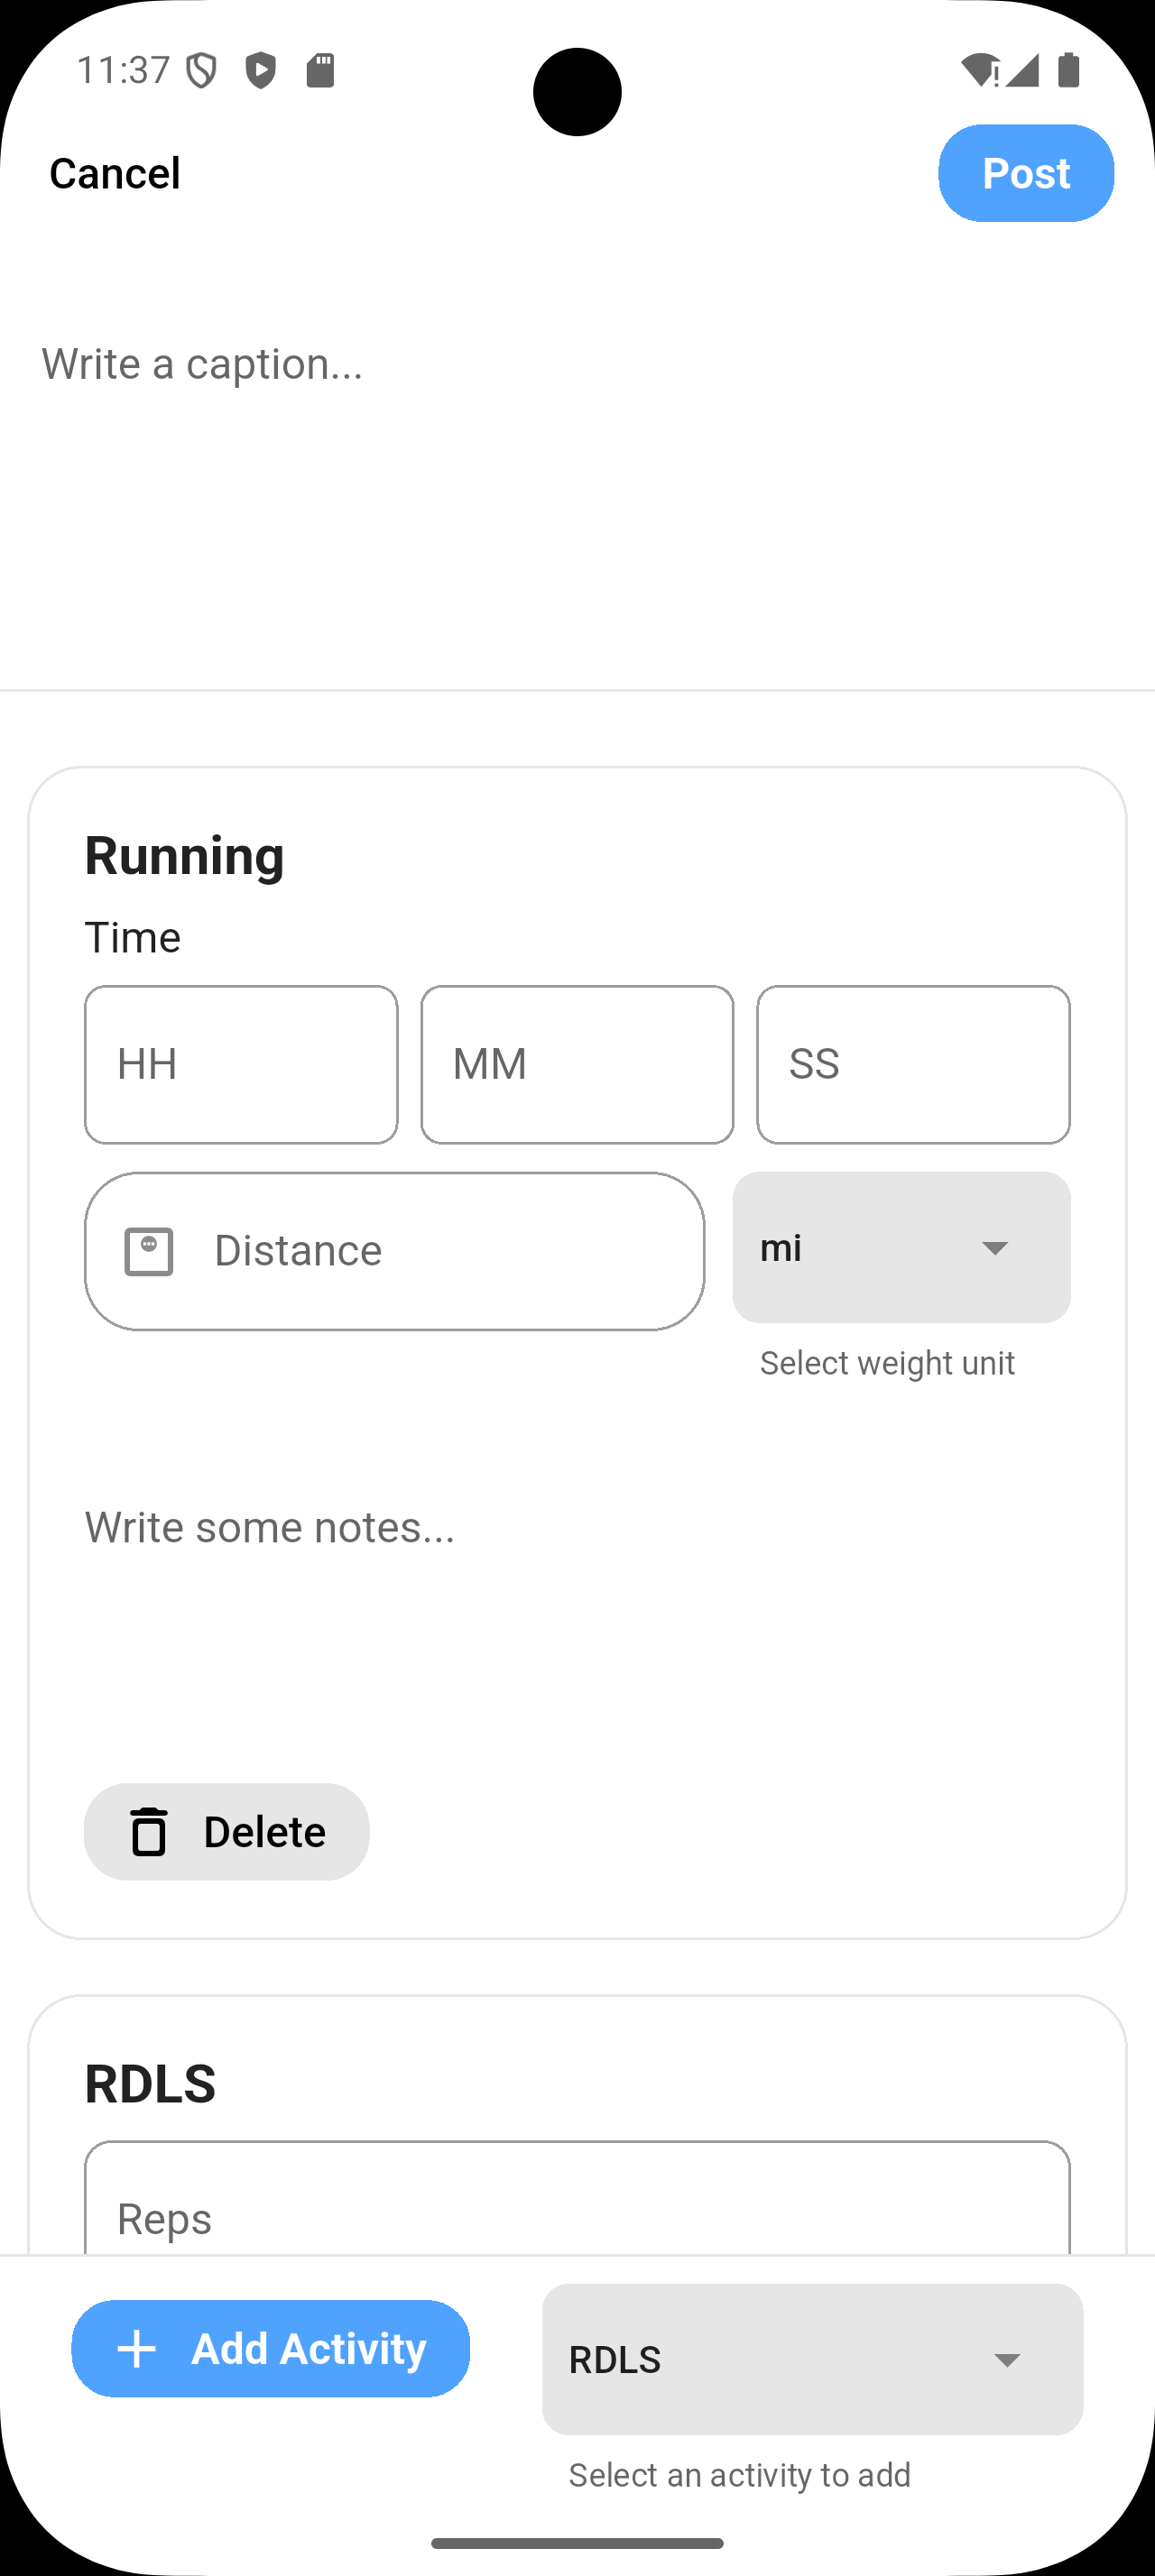 11:37
Cancel
Post
Write a caption...
Running
Time
HH
MM
SS
Distance
mi
Select weight unit
Write some notes...
Delete
RDLS
Reps
Add Activity
RDLS
Select an activity to add